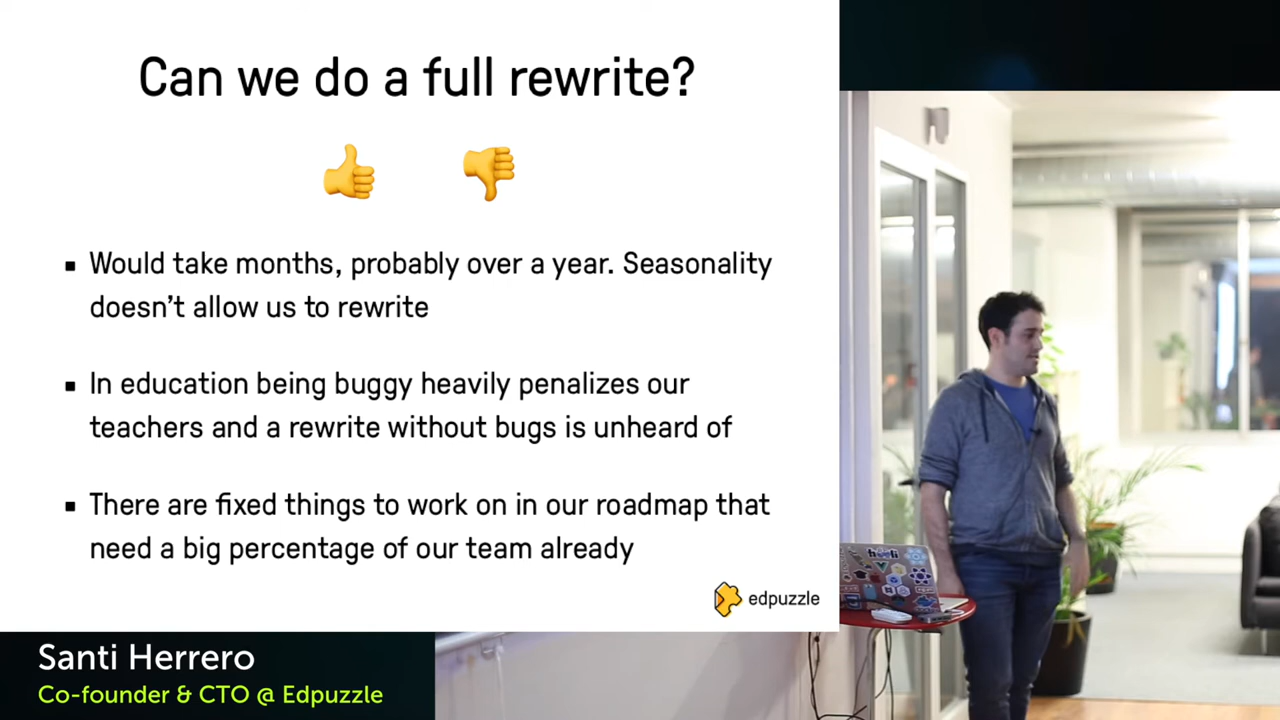 Can we do a full rewrite?
▪ Would take months, probably over a year. Seasonality
doesn't allow us to rewrite
▪ In education being buggy heavily penalizes our
teachers and a rewrite without bugs is unheard of
▪ There are fixed things to work on in our roadmap that
need a big percentage of our team already
edpuzzle
hooli
Santi Herrero
Co-founder & CTO @ Edpuzzle